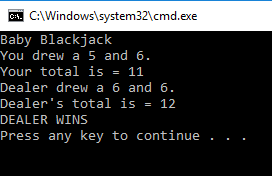 C:\Windows\system32\cmd.exe
Baby Blackjack
You drew a 5 and 6.
Your total is = 11
Dealer drew a 6 and 6.
Dealer's total is = 12
DEALER WINS
Press any key to continue . . .